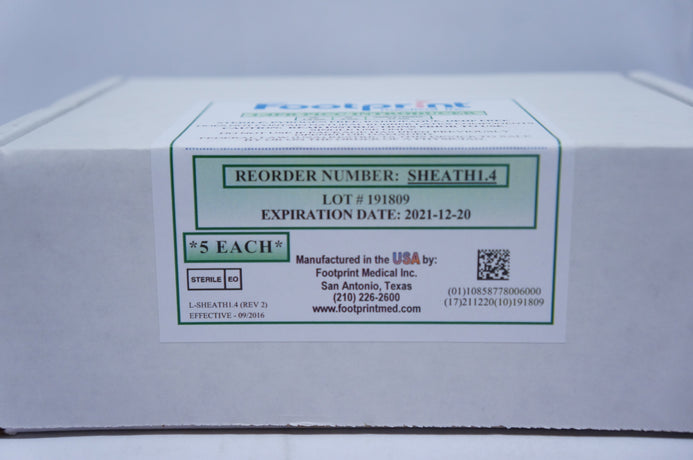 Footprint
REORDER NUMBER: SHEATH1.4
LOT # 191809
EXPIRATION DATE: 2021-12-20
*5 EACH*
STERILE EO
L-SHEATH1.4 (REV 2)
EFFECTIVE - 09/2016
Manufactured in the USA by:
Footprint Medical Inc.
San Antonio, Texas
(210) 226-2600
www.footprintmed.com
(01)10858778006000
(17)211220(10)191809